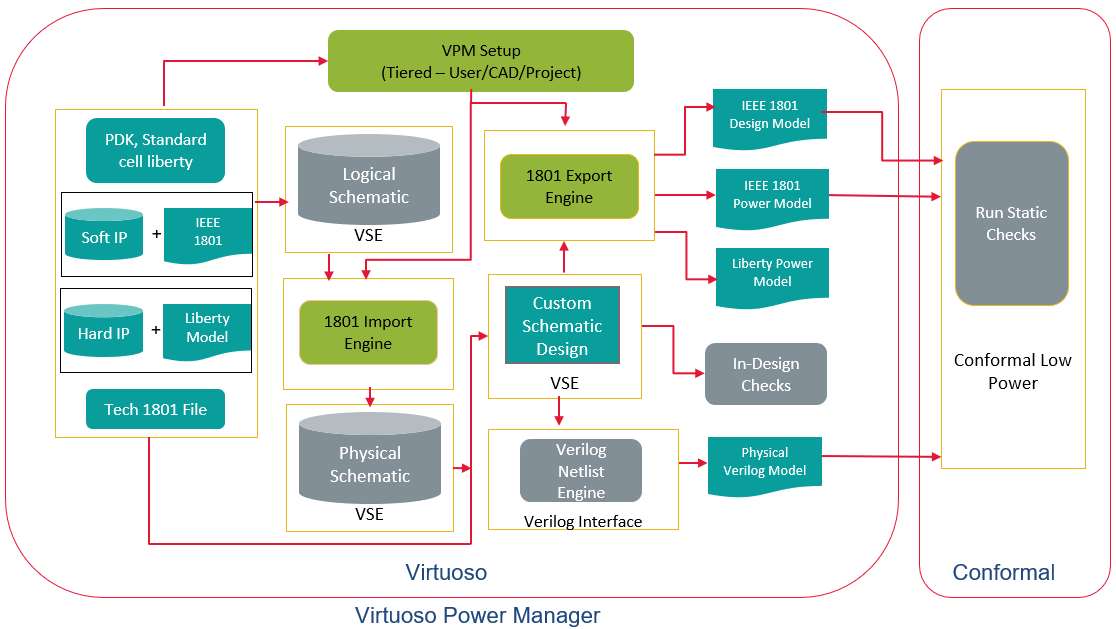 VPM Setup
(Tiered – User/CAD/Project)
PDK, Standard
cell liberty
Soft IP
+
IEEE
1801
Hard IP
+
Liberty
Model
Tech 1801 File
Logical
Schematic
VSE
1801 Import
Engine
Physical
Schematic
VSE
1801 Export
Engine
Custom
Schematic
Design
VSE
Verilog
Netlist
Engine
Verilog Interface
IEEE 1801
Design Model
IEEE 1801
Power Model
Liberty Power
Model
In-Design
Checks
Physical
Verilog Model
Run Static
Checks
Conformal Low
Power
Virtuoso
Conformal
Virtuoso Power Manager